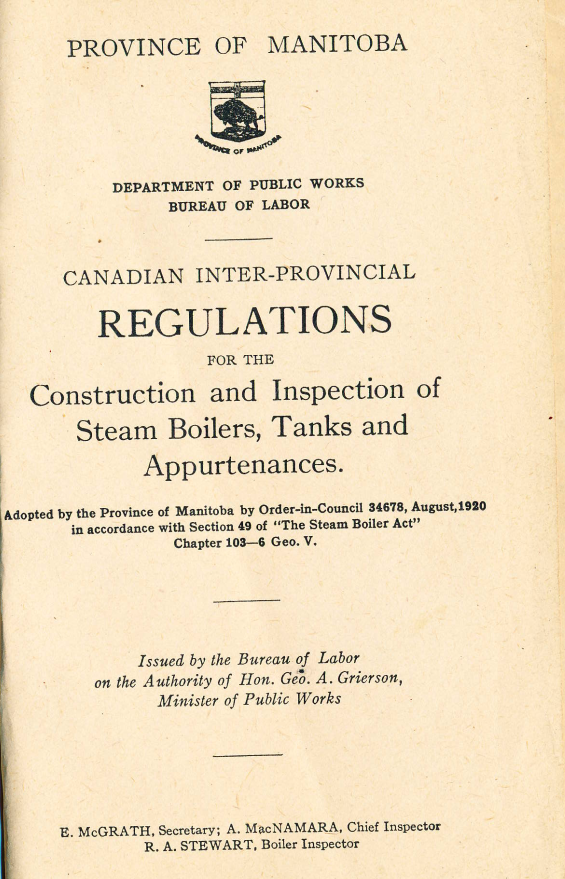 PROVINCE OF MANITOBA
PROVINCE OF MANITOBA
DEPARTMENT OF PUBLIC WORKS
BUREAU OF LABOR
CANADIAN INTER-PROVINCIAL
REGULATIONS
FOR THE
Construction and Inspection of
Steam Boilers, Tanks and
Appurtenances.
Adopted by the Province of Manitoba by Order-in-Council 34678, August,1920
in accordance with Section 49 of "The Steam Boiler Act"
Chapter 103—6 Geo. V.
Issued by the Bureau of Labor
on the Authority of Hon. Geo. A. Grierson,
Minister of Public Works
E. McGRATH, Secretary; A. MacNAMARA, Chief Inspector
R. A. STEWART, Boiler Inspector